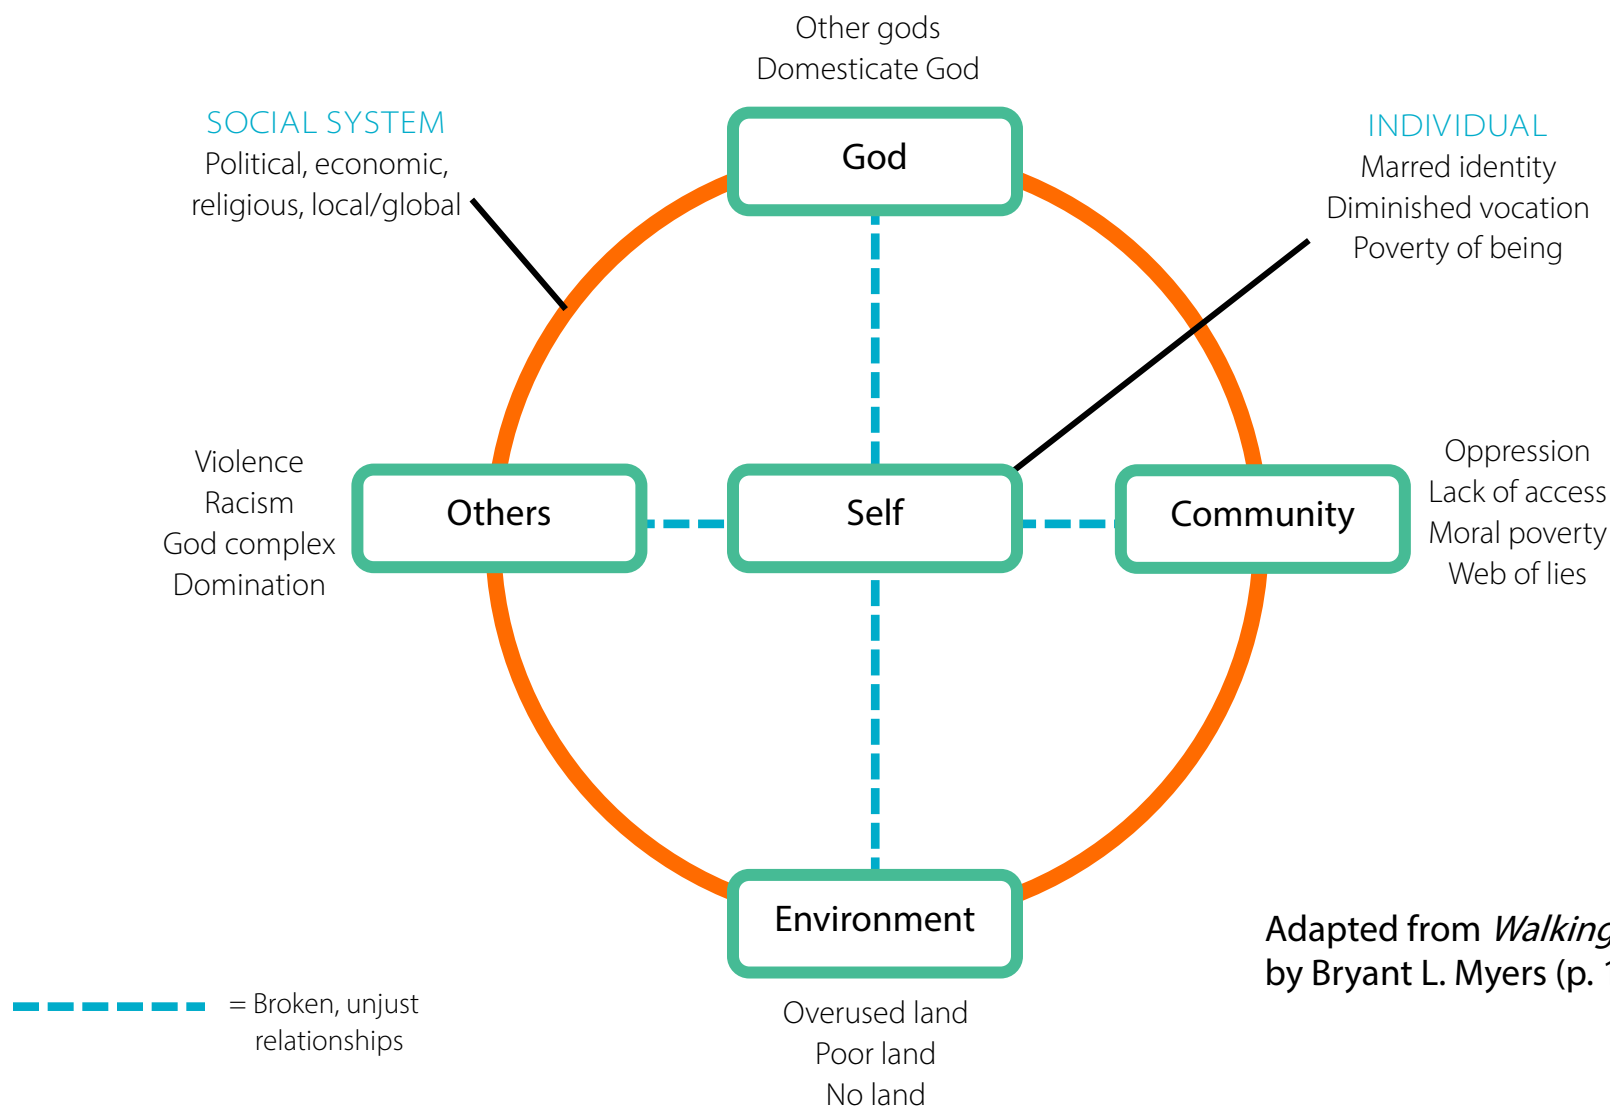 Other gods
Domesticate God
SOCIAL SYSTEM
Political, economic,
religious, local/global
God
INDIVIDUAL
Marred identity
Diminished vocation
Poverty of being
Violence
Racism
God complex
Domination
Others
Self
Community
Oppression
Lack of access
Moral poverty
Web of lies
Environment
Adapted from Walking
by Bryant L. Myers (p.
= Broken, unjust
relationships
Overused land
Poor land
No land